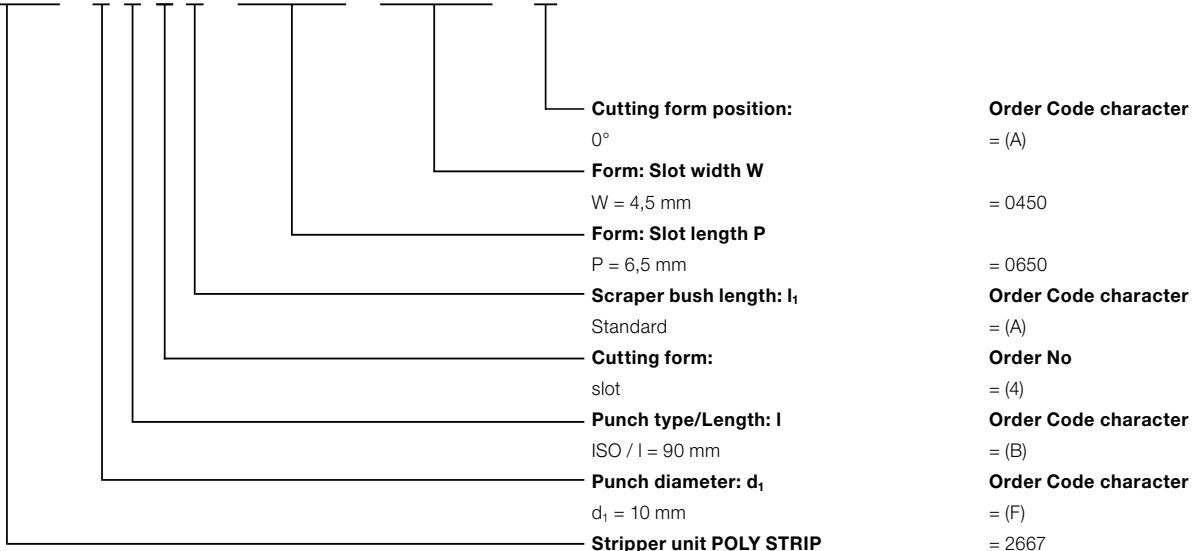 Cutting form position: Order Code character
0° = (A)
Form: Slot width W
W = 4,5 mm = 0450
Form: Slot length P
P = 6,5 mm = 0650
Scraper bush length: l₁ Order Code character
Standard = (A)
Cutting form: Order No
slot = (4)
Punch type/Length: l Order Code character
ISO / l = 90 mm = (B)
Punch diameter: d₁ Order Code character
d₁ = 10 mm = (F)
Stripper unit POLY STRIP = 2667